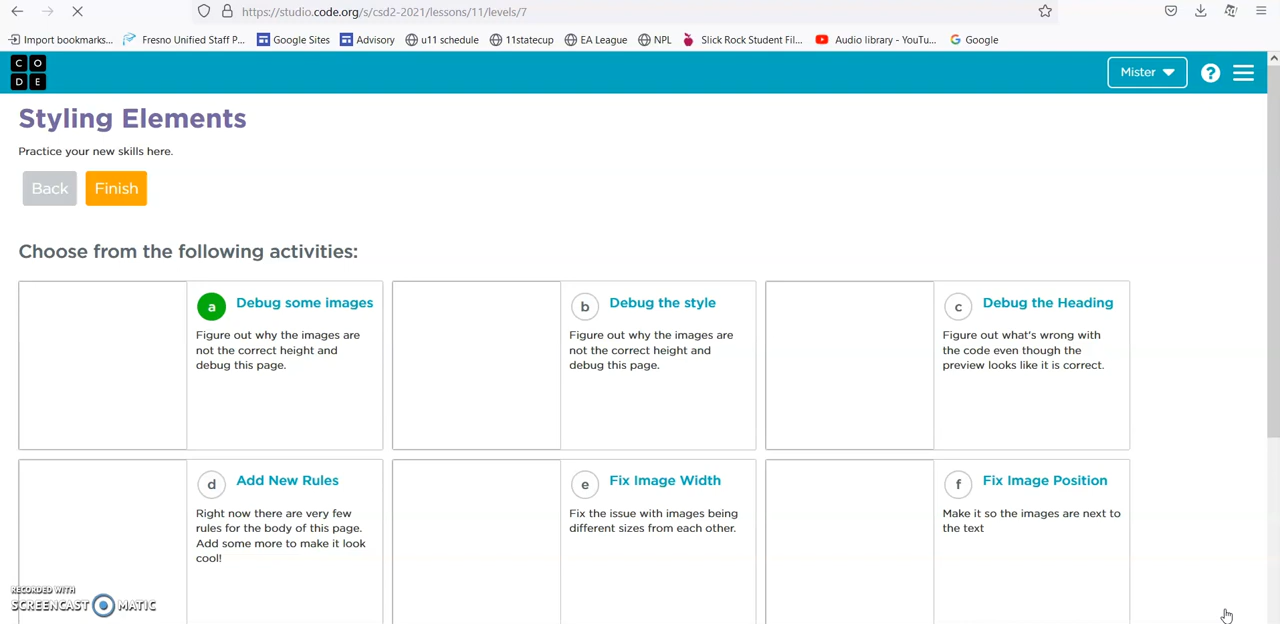 https://studio.code.org/s/csd2-2021/lessons/11/levels/7
Import bookmarks... Fresno Unified Staff P... Google Sites Advisory u11 schedule 11statecup EA League NPL Slick Rock Student Fil... Audio library - YouTu... Google
C O
D E
Mister ?
Styling Elements
Practice your new skills here.
Back Finish
Choose from the following activities:
a Debug some images
Figure out why the images are
not the correct height and
debug this page.
b Debug the style
Figure out why the images are
not the correct height and
debug this page.
c Debug the Heading
Figure out what's wrong with
the code even though the
preview looks like it is correct.
d Add New Rules
Right now there are very few
rules for the body of this page.
Add some more to make it look
cool!
e Fix Image Width
Fix the issue with images being
different sizes from each other.
f Fix Image Position
Make it so the images are next to
the text
RECORDED WITH
SCREENCAST MATIC